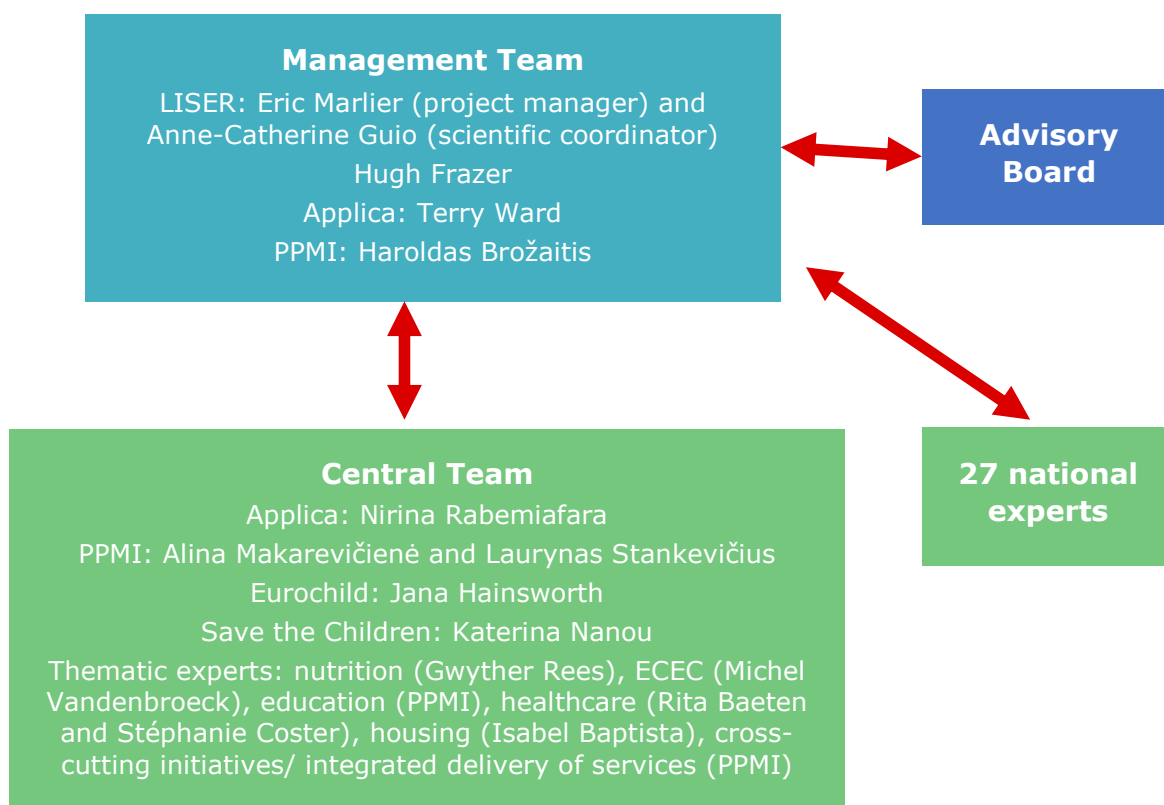 Management Team
LISER: Eric Marlier (project manager) and
Anne-Catherine Guio (scientific coordinator)
Hugh Frazer
Applica: Terry Ward
PPMI: Haroldas Brožaitis
Advisory
Board
Central Team
Applica: Nirina Rabemiafara
PPMI: Alina Makarevičienė and Laurynas Stankevičius
Eurochild: Jana Hainsworth
Save the Children: Katerina Nanou
Thematic experts: nutrition (Gwyther Rees), ECEC (Michel
Vandenbroeck), education (PPMI), healthcare (Rita Baeten
and Stéphanie Coster), housing (Isabel Baptista), cross-
cutting initiatives/ integrated delivery of services (PPMI)
27 national
experts